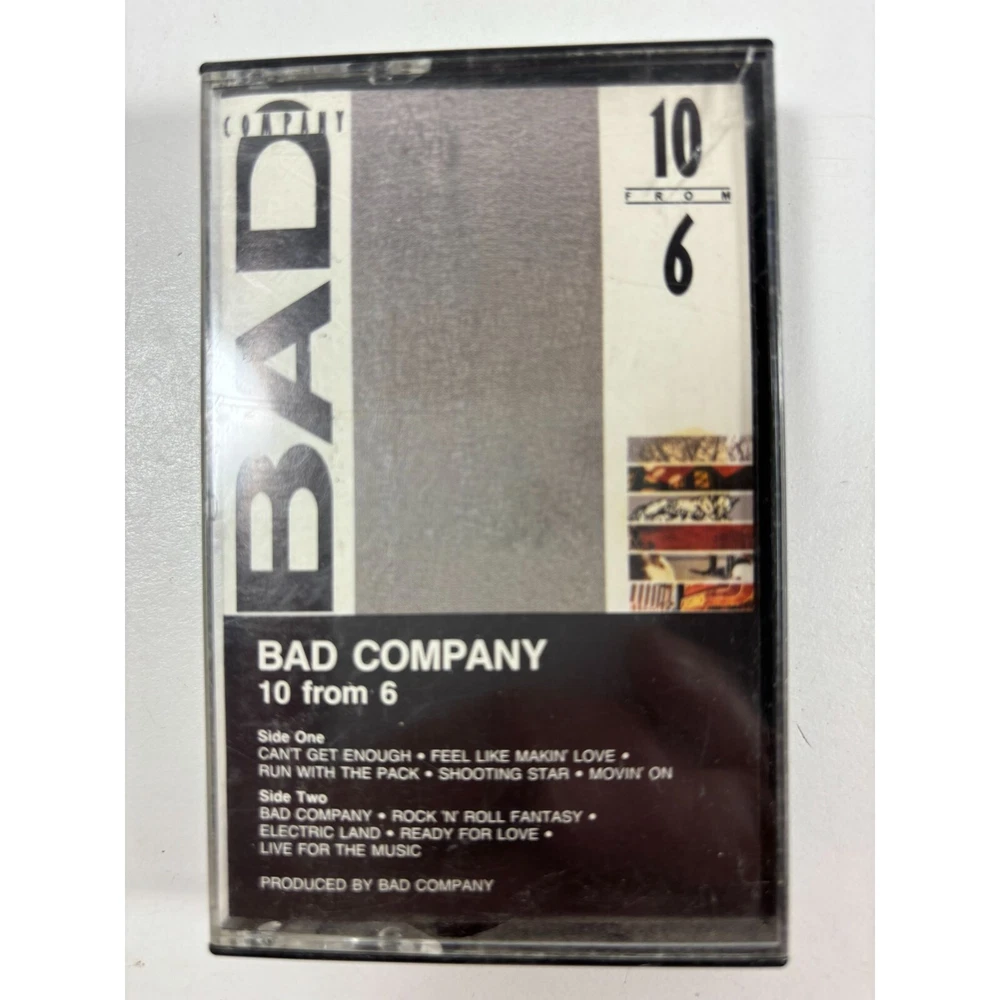 COMPANY
BAD
10
FROM
6
BAD COMPANY
10 from 6
Side One
CAN'T GET ENOUGH • FEEL LIKE MAKIN' LOVE •
RUN WITH THE PACK • SHOOTING STAR • MOVIN' ON
Side Two
BAD COMPANY • ROCK 'N' ROLL FANTASY •
ELECTRIC LAND • READY FOR LOVE •
LIVE FOR THE MUSIC
PRODUCED BY BAD COMPANY